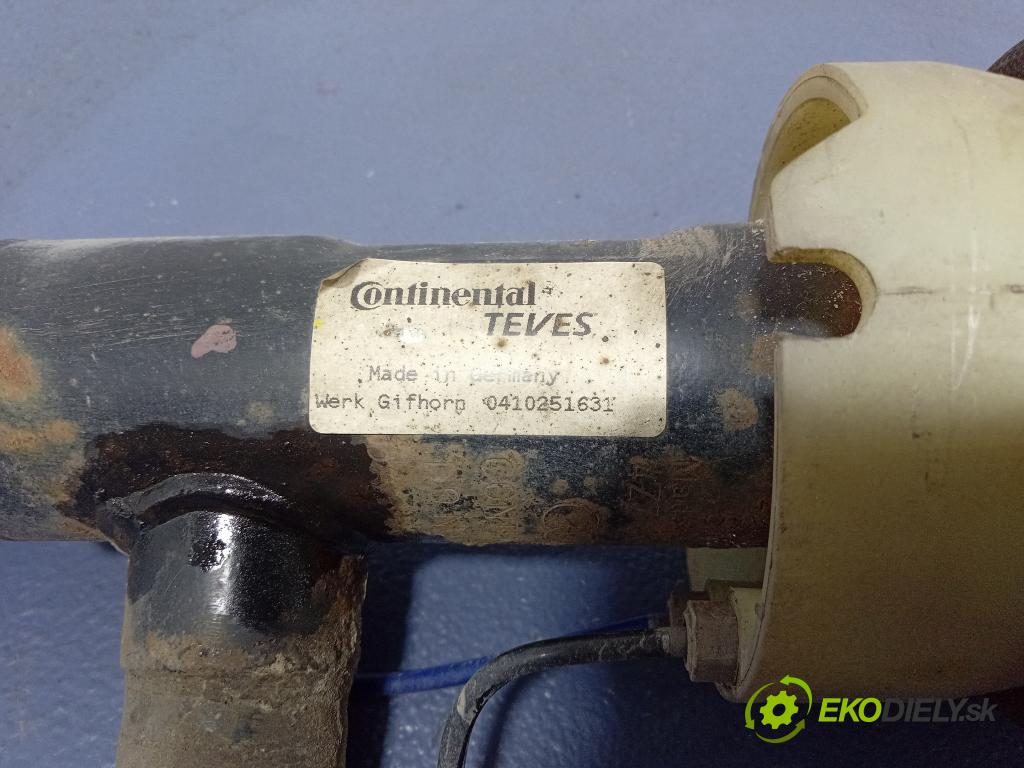 Continental
TEVES
Made in Germany
Werk Gifhorn 0410251631
EKODIELY.sk